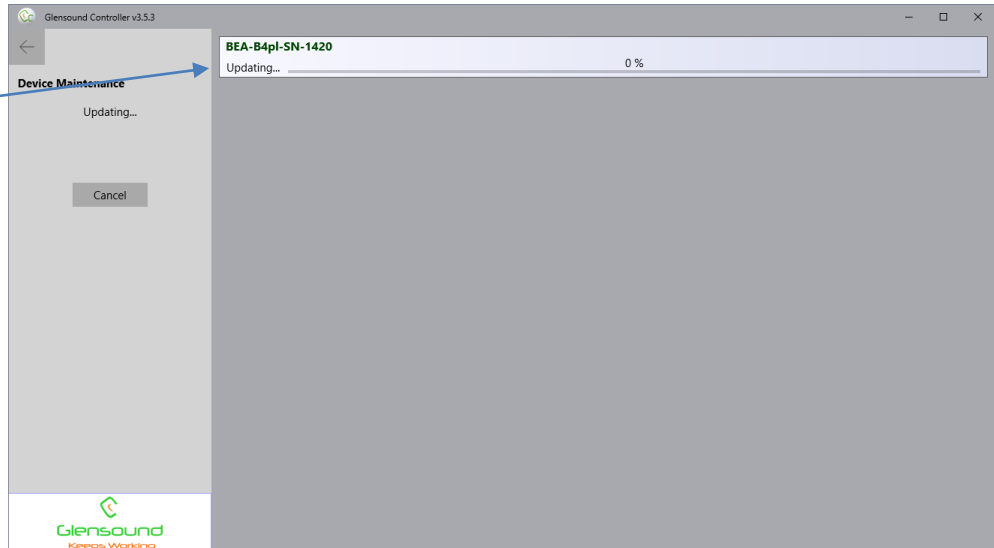 Glensound Controller v3.5.3
Device Maintenance
Updating...
Cancel
BEA-B4pl-SN-1420
Updating... 0 %
Glensound
Keeps Working